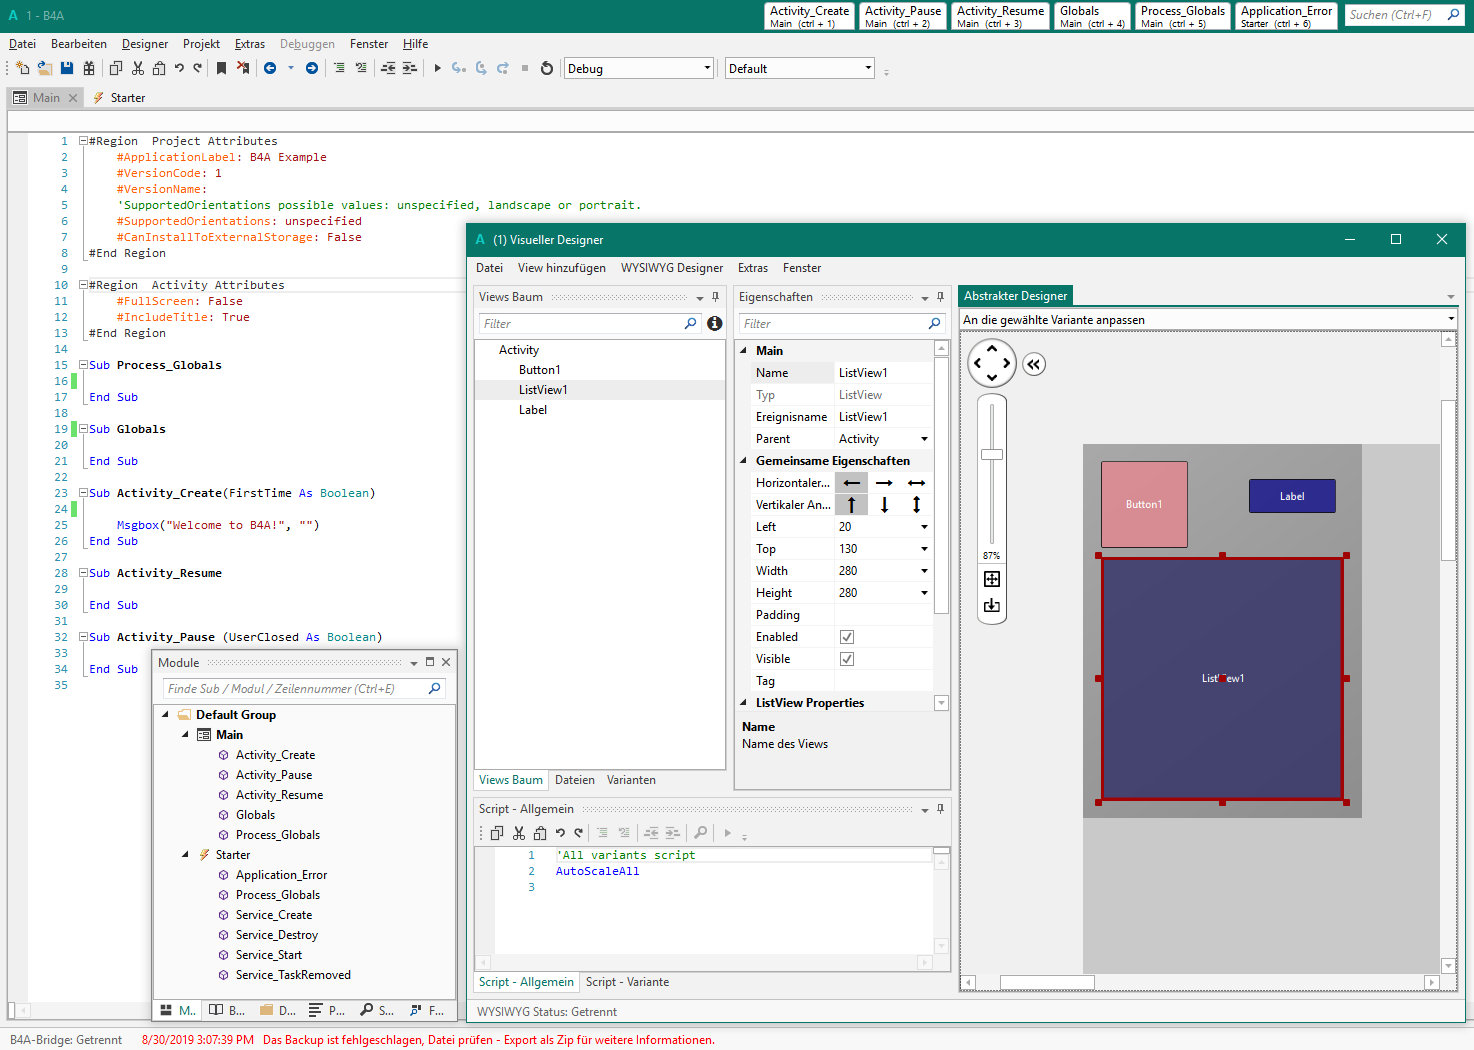 1 - B4A
Activity_Create
Main (ctrl + 1)
Activity_Pause
Main (ctrl + 2)
Activity_Resume
Main (ctrl + 3)
Globals
Main (ctrl + 4)
Process_Globals
Main (ctrl + 5)
Application_Error
Starter (ctrl + 6)
Suchen (Ctrl+F)
Datei Bearbeiten Designer Projekt Extras Debuggen Fenster Hilfe
Debug
Default
Main
Starter
1 #Region Project Attributes
2 #ApplicationLabel: B4A Example
3 #VersionCode: 1
4 #VersionName:
5 'SupportedOrientations possible values: unspecified, landscape or portrait.
6 #SupportedOrientations: unspecified
7 #CanInstallToExternalStorage: False
8 #End Region
9
10 #Region Activity Attributes
11 #FullScreen: False
12 #IncludeTitle: True
13 #End Region
14
15 Sub Process_Globals
16
17 End Sub
18
19 Sub Globals
20
21 End Sub
22
23 Sub Activity_Create(FirstTime As Boolean)
24
25 Msgbox("Welcome to B4A!", "")
26 End Sub
27
28 Sub Activity_Resume
29
30 End Sub
31
32 Sub Activity_Pause (UserClosed As Boolean)
33
34 End Sub
35
Module
Finde Sub / Modul / Zeilennummer (Ctrl+E)
Default Group
Main
Activity_Create
Activity_Pause
Activity_Resume
Globals
Process_Globals
Starter
Application_Error
Process_Globals
Service_Create
Service_Destroy
Service_Start
Service_TaskRemoved
M.. B... D... P... S... F...
(1) Visueller Designer
Datei View hinzufügen WYSIWYG Designer Extras Fenster
Views Baum
Filter
Activity
Button1
ListView1
Label
Views Baum Dateien Varianten
Eigenschaften
Filter
Main
Name ListView1
Typ ListView
Ereignisname ListView1
Parent Activity
Gemeinsame Eigenschaften
Horizontaler...
Vertikaler An...
Left 20
Top 130
Width 280
Height 280
Padding
Enabled
Visible
Tag
ListView Properties
Name
Name des Views
Script - Allgemein
1 'All variants script
2 AutoScaleAll
3
Script - Allgemein Script - Variante
Abstrakter Designer
An die gewählte Variante anpassen
87%
Button1
Label
ListView1
WYSIWYG Status: Getrennt
B4A-Bridge: Getrennt 8/30/2019 3:07:39 PM Das Backup ist fehlgeschlagen, Datei prüfen - Export als Zip für weitere Informationen.